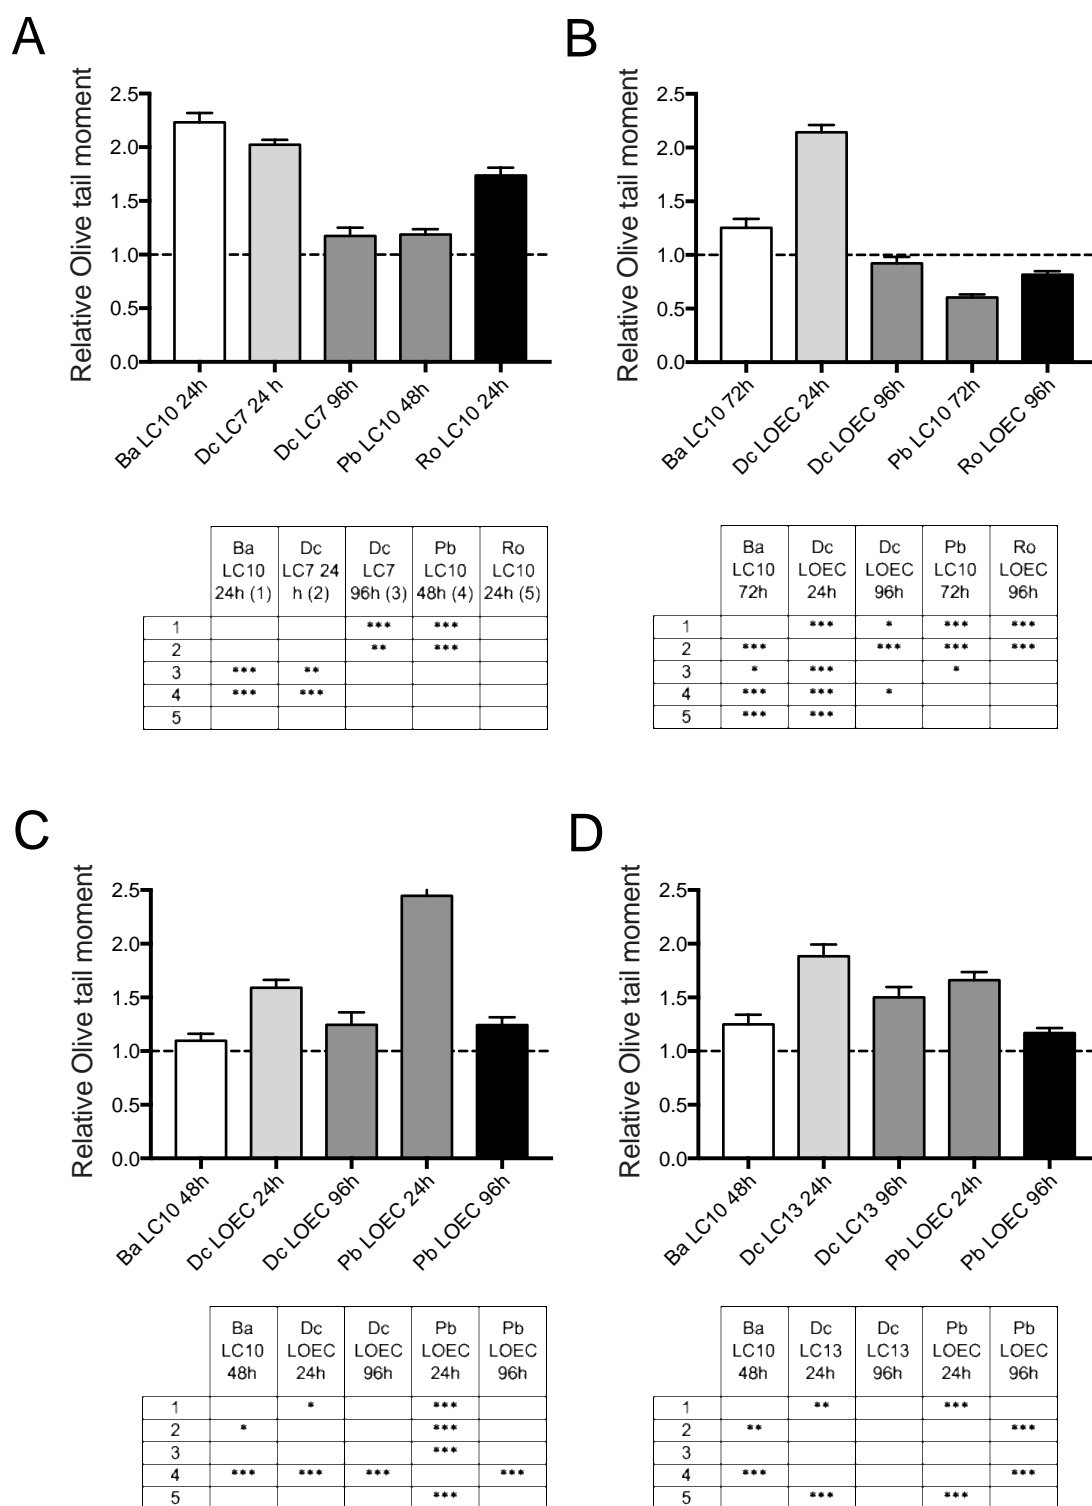 A
Relative Olive tail moment
2.5
2.0
1.5
1.0
0.5
0.0
Ba LC10 24h
Dc LC7 24 h
Dc LC7 96h
Pb LC10 48h
Ro LC10 24h
Ba LC10 24h (1) Dc LC7 24 h (2) Dc LC7 96h (3) Pb LC10 48h (4) Ro LC10 24h (5)
1 *** ***
2 ** ***
3 *** **
4 *** ***
5
B
Relative Olive tail moment
2.5
2.0
1.5
1.0
0.5
0.0
Ba LC10 72h
Dc LOEC 24h
Dc LOEC 96h
Pb LC10 72h
Ro LOEC 96h
Ba LC10 72h Dc LOEC 24h Dc LOEC 96h Pb LC10 72h Ro LOEC 96h
1 *** * *** ***
2 *** *** *** ***
3 * *** *
4 *** *** *
5 *** ***
C
Relative Olive tail moment
2.5
2.0
1.5
1.0
0.5
0.0
Ba LC10 48h
Dc LOEC 24h
Dc LOEC 96h
Pb LOEC 24h
Pb LOEC 96h
Ba LC10 48h Dc LOEC 24h Dc LOEC 96h Pb LOEC 24h Pb LOEC 96h
1 * ***
2 * ***
3 ***
4 *** *** *** ***
5 ***
D
Relative Olive tail moment
2.5
2.0
1.5
1.0
0.5
0.0
Ba LC10 48h
Dc LC13 24h
Dc LC13 96h
Pb LOEC 24h
Pb LOEC 96h
Ba LC10 48h Dc LC13 24h Dc LC13 96h Pb LOEC 24h Pb LOEC 96h
1 ** ***
2 ** ***
3
4 *** ***
5 *** ***